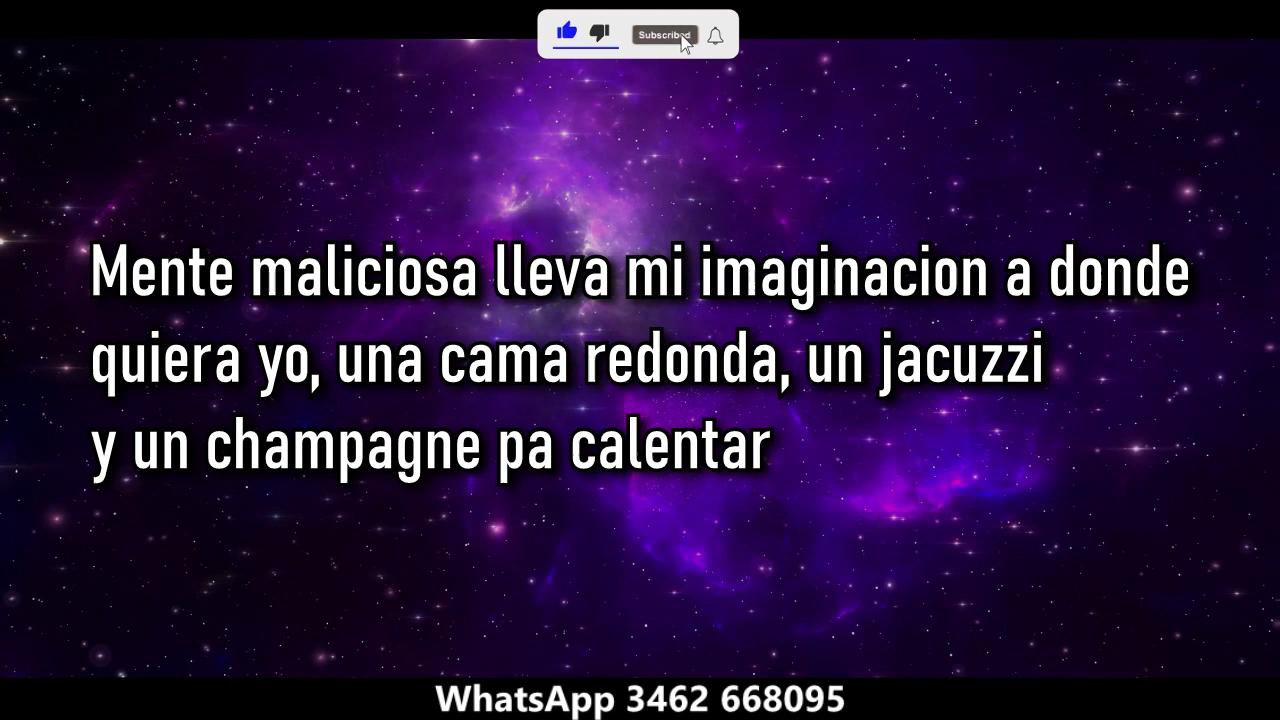 Subscribed
Mente maliciosa lleva mi imaginacion a donde
quiera yo, una cama redonda, un jacuzzi
y un champagne pa calentar
WhatsApp 3462 668095